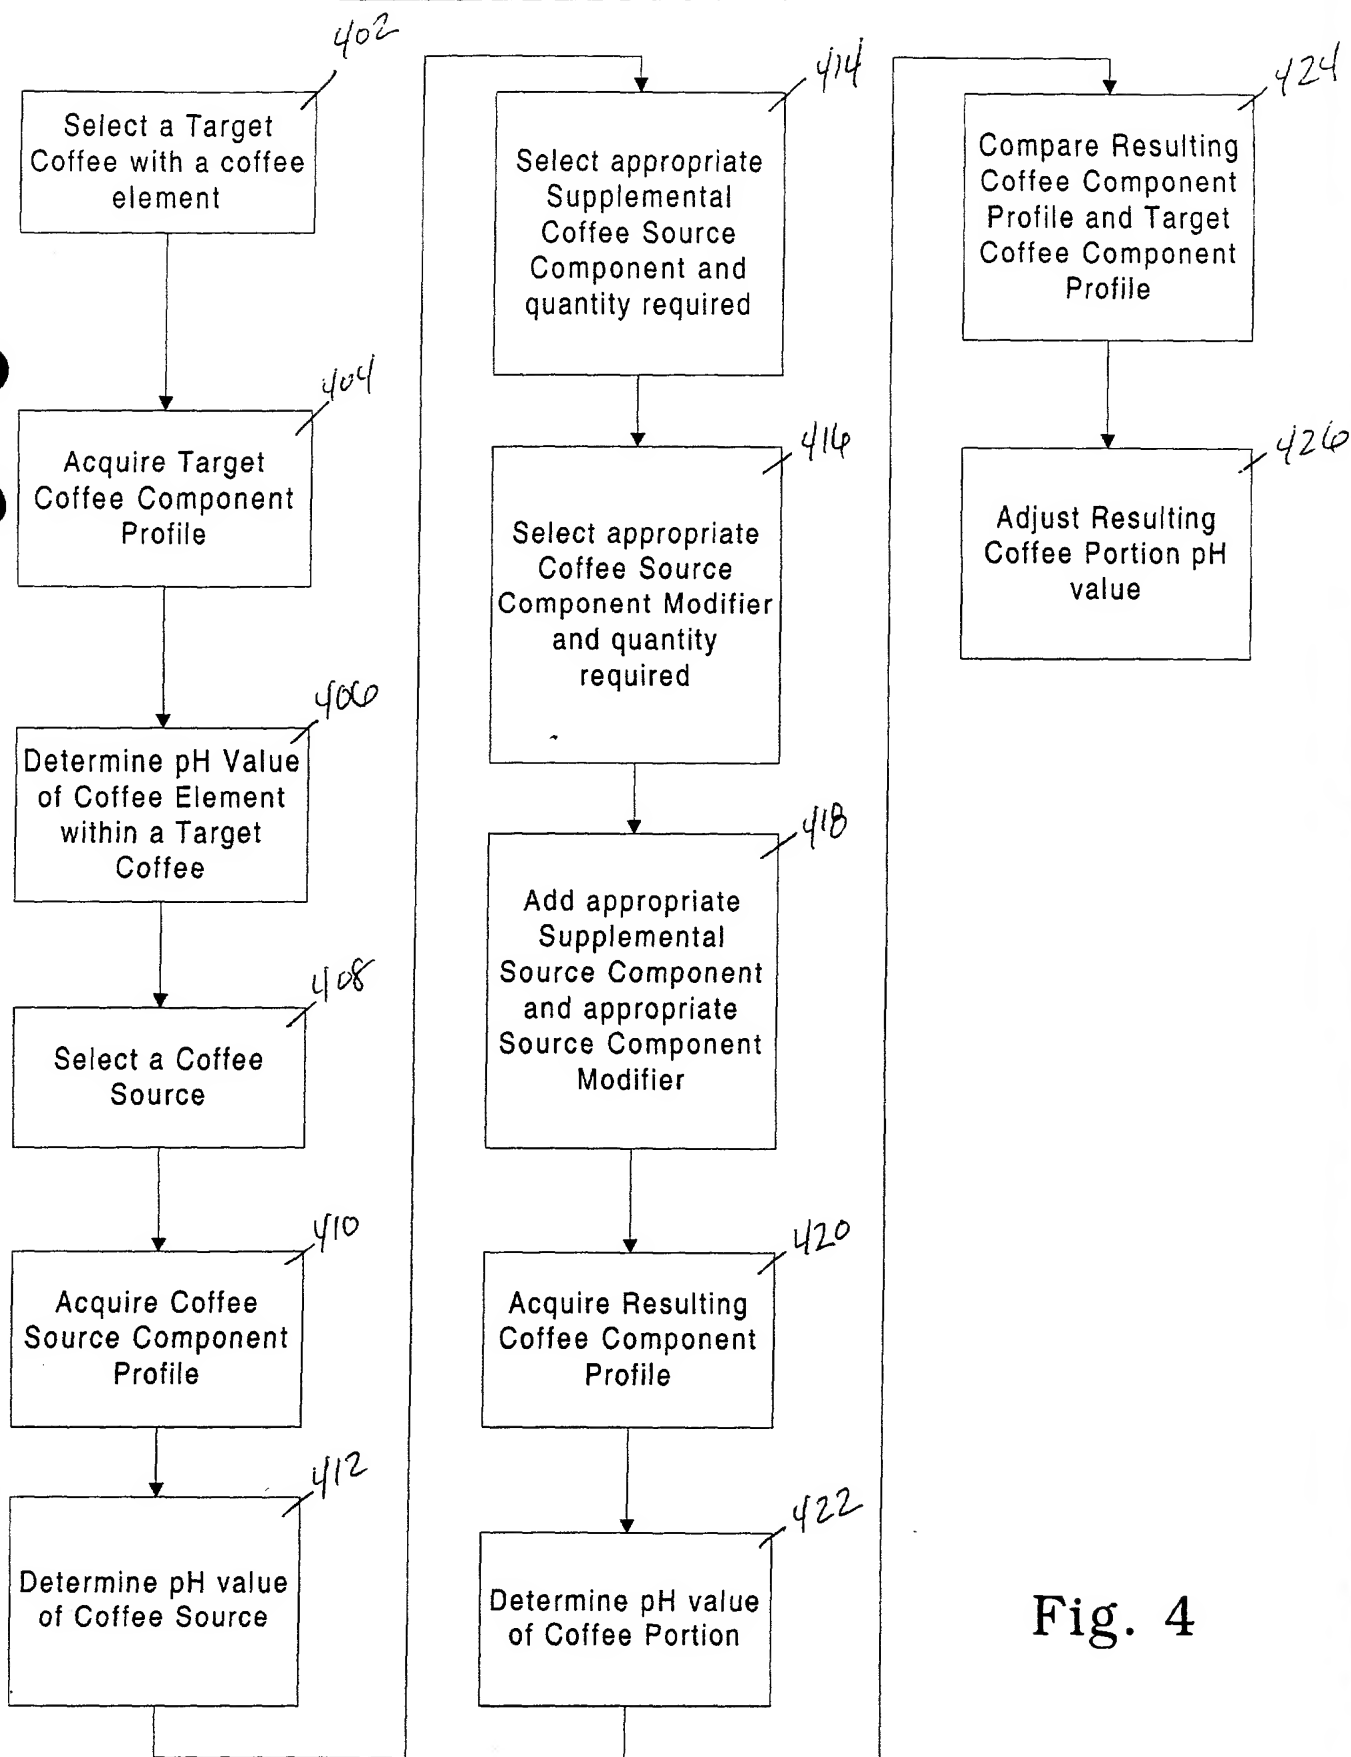 402
Select a Target
Coffee with a coffee
element
404
Acquire Target
Coffee Component
Profile
406
Determine pH Value
of Coffee Element
within a Target
Coffee
408
Select a Coffee
Source
410
Acquire Coffee
Source Component
Profile
412
Determine pH value
of Coffee Source
414
Select appropriate
Supplemental
Coffee Source
Component and
quantity required
416
Select appropriate
Coffee Source
Component Modifier
and quantity
required
418
Add appropriate
Supplemental
Source Component
and appropriate
Source Component
Modifier
420
Acquire Resulting
Coffee Component
Profile
422
Determine pH value
of Coffee Portion
424
Compare Resulting
Coffee Component
Profile and Target
Coffee Component
Profile
426
Adjust Resulting
Coffee Portion pH
value
Fig. 4